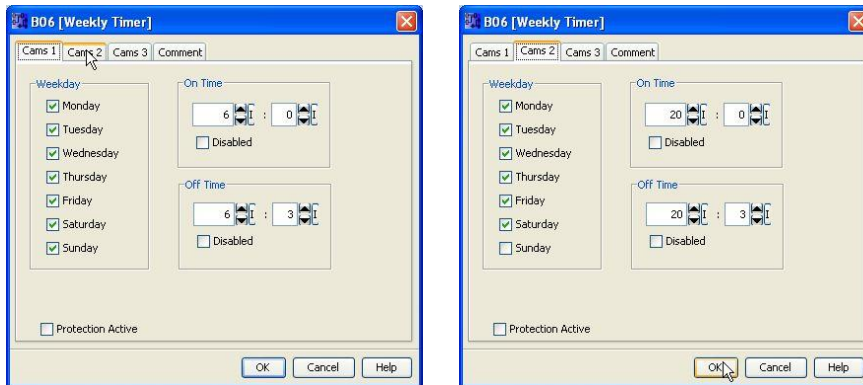 B06 [Weekly Timer]
Cams 1 Cams 2 Cams 3 Comment
Weekday
Monday
Tuesday
Wednesday
Thursday
Friday
Saturday
Sunday
On Time
6 : 0
Disabled
Off Time
6 : 3
Disabled
Protection Active
OK Cancel Help
B06 [Weekly Timer]
Cams 1 Cams 2 Cams 3 Comment
Weekday
Monday
Tuesday
Wednesday
Thursday
Friday
Saturday
Sunday
On Time
20 : 0
Disabled
Off Time
20 : 3
Disabled
Protection Active
OK Cancel Help